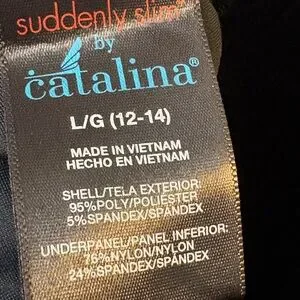 suddenly slim®
by
catalina®
L/G (12-14)
MADE IN VIETNAM
HECHO EN VIETNAM
SHELL/TELA EXTERIOR:
95%POLY/POLIÉSTER
5%SPANDEX/SPANDEX
UNDERPANEL/PANEL INFERIOR:
76%NYLON/NYLON
24%SPANDEX/SPANDEX